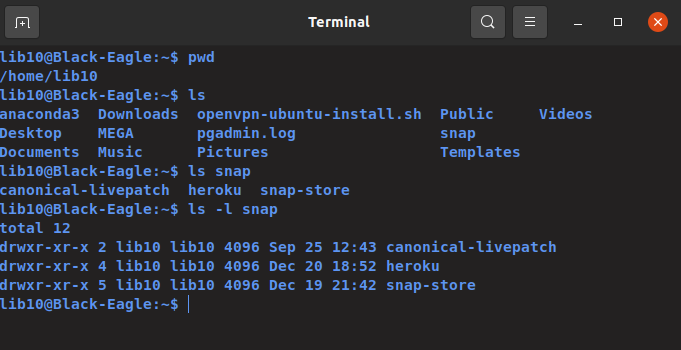 Terminal
lib10@Black-Eagle:~$ pwd
/home/lib10
lib10@Black-Eagle:~$ ls
anaconda3  Downloads  openvpn-ubuntu-install.sh  Public     Videos
Desktop    MEGA       pgadmin.log                snap
Documents  Music      Pictures                   Templates
lib10@Black-Eagle:~$ ls snap
canonical-livepatch  heroku  snap-store
lib10@Black-Eagle:~$ ls -l snap
total 12
drwxr-xr-x 2 lib10 lib10 4096 Sep 25 12:43 canonical-livepatch
drwxr-xr-x 4 lib10 lib10 4096 Dec 20 18:52 heroku
drwxr-xr-x 5 lib10 lib10 4096 Dec 19 21:42 snap-store
lib10@Black-Eagle:~$